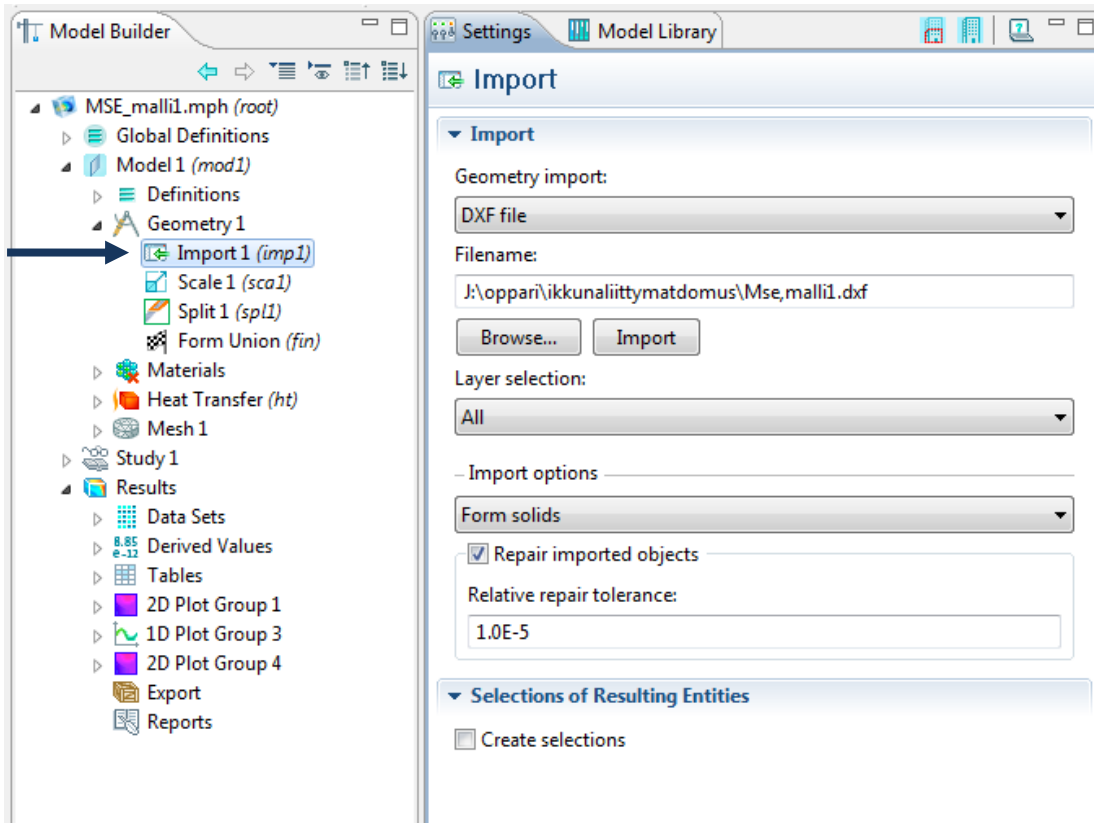 Model Builder
MSE_malli1.mph (root)
Global Definitions
Model 1 (mod1)
Definitions
Geometry 1
Import 1 (imp1)
Scale 1 (sca1)
Split 1 (spl1)
Form Union (fin)
Materials
Heat Transfer (ht)
Mesh 1
Study 1
Results
Data Sets
8.85
e-12
Derived Values
Tables
2D Plot Group 1
1D Plot Group 3
2D Plot Group 4
Export
Reports
Settings
Model Library
Import
Import
Geometry import:
DXF file
Filename:
J:\oppari\ikkunaliittymatdomus\Mse,malli1.dxf
Browse...
Import
Layer selection:
All
Import options
Form solids
Repair imported objects
Relative repair tolerance:
1.0E-5
Selections of Resulting Entities
Create selections